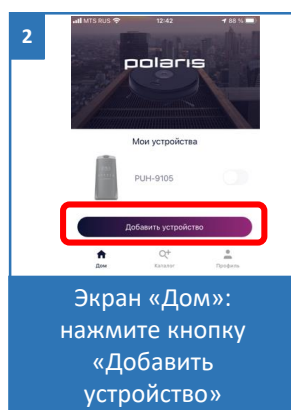 2
MTS RUS 12:42 88 %
polaris
Мои устройства
PUH-9105
Добавить устройство
Дом Каталог Профиль
Экран «Дом»:
нажмите кнопку
«Добавить
устройство»